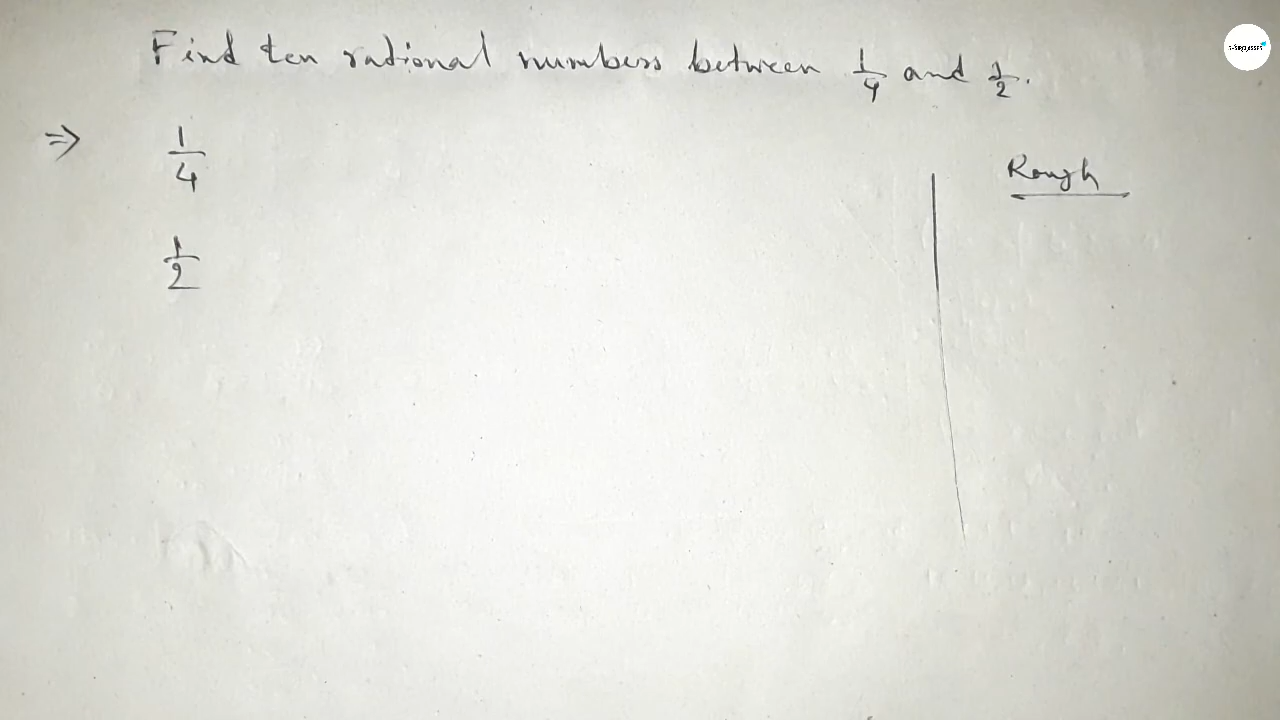 Find ten rational numbers between 1/4 and 1/2.
⇒ 1/4
Rough
1/2